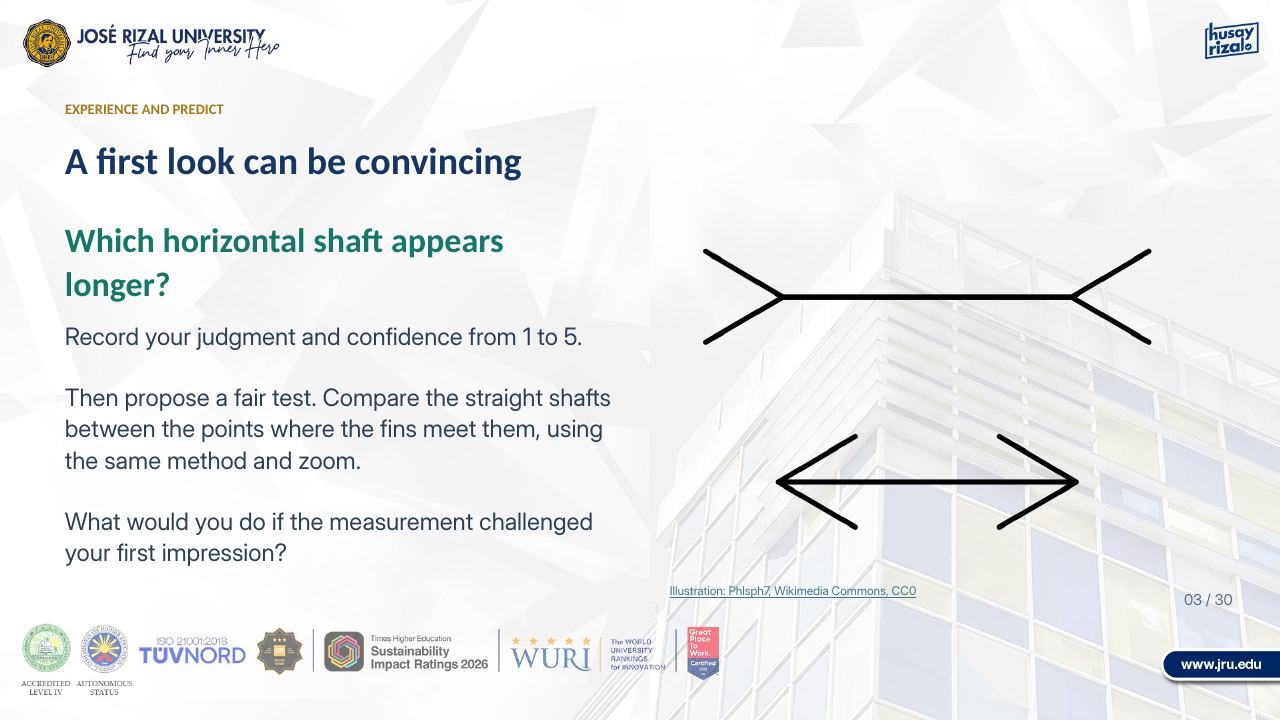 JOSÉ RIZAL UNIVERSITY
Find your Inner Hero
husay
rizal
EXPERIENCE AND PREDICT
A first look can be convincing
Which horizontal shaft appears
longer?
Record your judgment and confidence from 1 to 5.
Then propose a fair test. Compare the straight shafts
between the points where the fins meet them, using
the same method and zoom.
What would you do if the measurement challenged
your first impression?
Illustration: Phlsph7, Wikimedia Commons, CC0
03 / 30
ACCREDITED
LEVEL IV
AUTONOMOUS
STATUS
ISO 21001:2018
TÜVNORD
Times Higher Education
Sustainability
Impact Ratings 2026
WURI
The WORLD
UNIVERSITY
RANKINGS
for INNOVATION
Great
Place
To
Work.
Certified
www.jru.edu